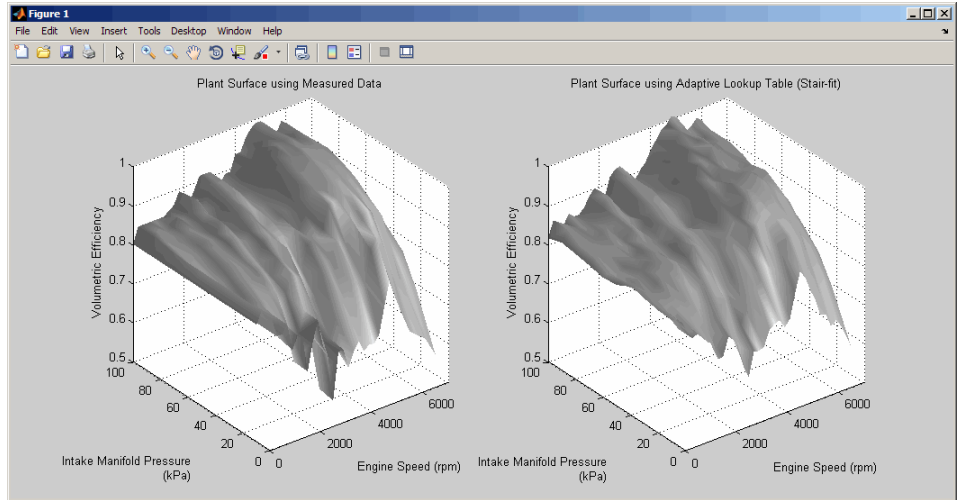 Figure 1
File Edit View Insert Tools Desktop Window Help
Plant Surface using Measured Data
1
0.9
0.8
0.7
0.6
0.5
Volumetric Efficiency
100
80
60
40
20
0
Intake Manifold Pressure
(kPa)
0
2000
4000
6000
Engine Speed (rpm)
Plant Surface using Adaptive Lookup Table (Stair-fit)
1
0.9
0.8
0.7
0.6
0.5
Volumetric Efficiency
100
80
60
40
20
0
Intake Manifold Pressure
(kPa)
0
2000
4000
6000
Engine Speed (rpm)